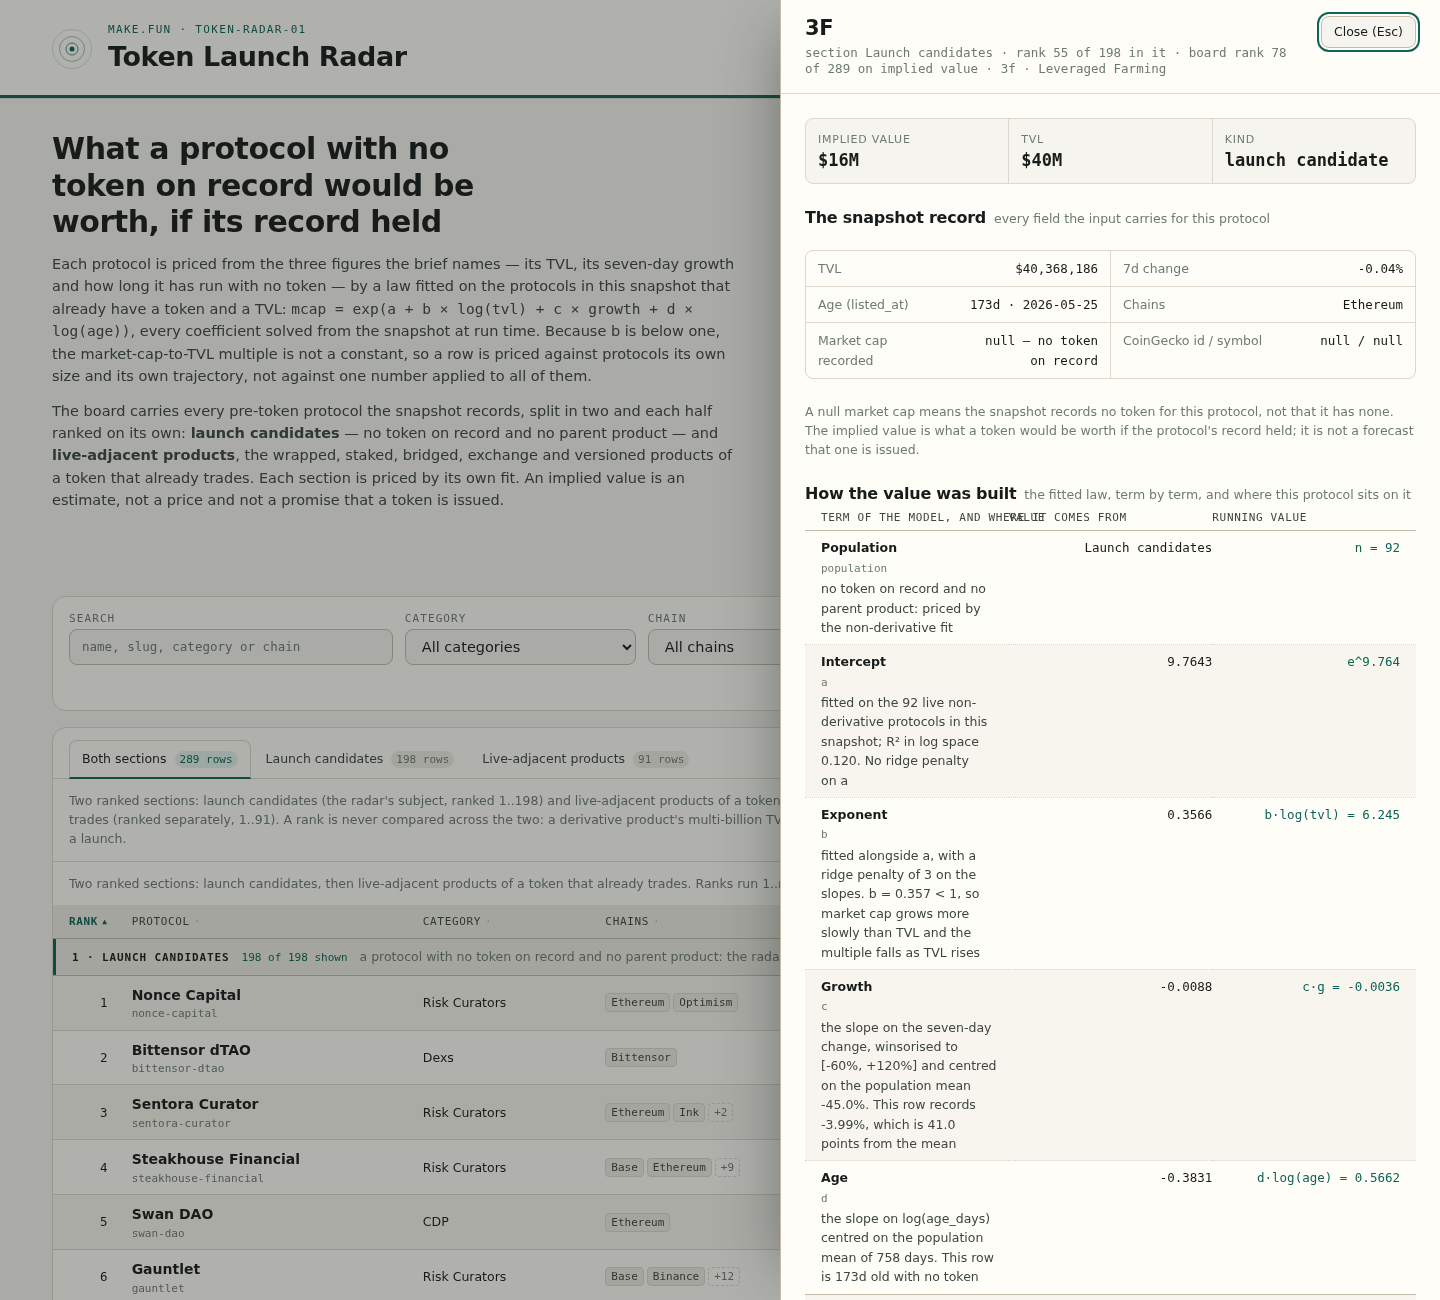 MAKE.FUN · TOKEN-RADAR-01
Token Launch Radar
What a protocol with no
token on record would be
worth, if its record held
Each protocol is priced from the three figures the brief names — its TVL, its seven-day growth
and how long it has run with no token — by a law fitted on the protocols in this snapshot that
already have a token and a TVL: mcap = exp(a + b × log(tvl) + c × growth + d ×
log(age)), every coefficient solved from the snapshot at run time. Because b is below one,
the market-cap-to-TVL multiple is not a constant, so a row is priced against protocols its own
size and its own trajectory, not against one number applied to all of them.
The board carries every pre-token protocol the snapshot records, split in two and each half
ranked on its own: launch candidates — no token on record and no parent product — and
live-adjacent products, the wrapped, staked, bridged, exchange and versioned products of
a token that already trades. Each section is priced by its own fit. An implied value is an
estimate, not a price and not a promise that a token is issued.
SEARCH CATEGORY CHAIN
name, slug, category or chain All categories All chains
Both sections 289 rows Launch candidates 198 rows Live-adjacent products 91 rows
Two ranked sections: launch candidates (the radar's subject, ranked 1..198) and live-adjacent products of a token
trades (ranked separately, 1..91). A rank is never compared across the two: a derivative product's multi-billion TV
a launch.
Two ranked sections: launch candidates, then live-adjacent products of a token that already trades. Ranks run 1..
RANK ▲ PROTOCOL · CATEGORY · CHAINS ·
1 · LAUNCH CANDIDATES 198 of 198 shown a protocol with no token on record and no parent product: the rada
1 Nonce Capital Risk Curators Ethereum Optimism
nonce-capital
2 Bittensor dTAO Dexs Bittensor
bittensor-dtao
3 Sentora Curator Risk Curators Ethereum Ink +2
sentora-curator
4 Steakhouse Financial Risk Curators Base Ethereum +9
steakhouse-financial
5 Swan DAO CDP Ethereum
swan-dao
6 Gauntlet Risk Curators Base Binance +12
gauntlet
3F
Close (Esc)
section Launch candidates · rank 55 of 198 in it · board rank 78
of 289 on implied value · 3f · Leveraged Farming
IMPLIED VALUE TVL KIND
$16M $40M launch candidate
The snapshot record every field the input carries for this protocol
TVL $40,368,186 7d change -0.04%
Age (listed_at) 173d · 2026-05-25 Chains Ethereum
Market cap recorded null — no token on record CoinGecko id / symbol null / null
A null market cap means the snapshot records no token for this protocol, not that it has none.
The implied value is what a token would be worth if the protocol's record held; it is not a forecast
that one is issued.
How the value was built the fitted law, term by term, and where this protocol sits on it
TERM OF THE MODEL, AND WHERE IT COMES FROM VALUE RUNNING VALUE
Population Launch candidates n = 92
population
no token on record and no
parent product: priced by
the non-derivative fit
Intercept 9.7643 e^9.764
a
fitted on the 92 live non-
derivative protocols in this
snapshot; R² in log space
0.120. No ridge penalty
on a
Exponent 0.3566 b·log(tvl) = 6.245
b
fitted alongside a, with a
ridge penalty of 3 on the
slopes. b = 0.357 < 1, so
market cap grows more
slowly than TVL and the
multiple falls as TVL rises
Growth -0.0088 c·g = -0.0036
c
the slope on the seven-day
change, winsorised to
[-60%, +120%] and centred
on the population mean
-45.0%. This row records
-3.99%, which is 41.0
points from the mean
Age -0.3831 d·log(age) = 0.5662
d
the slope on log(age_days)
centred on the population
mean of 758 days. This row
is 173d old with no token